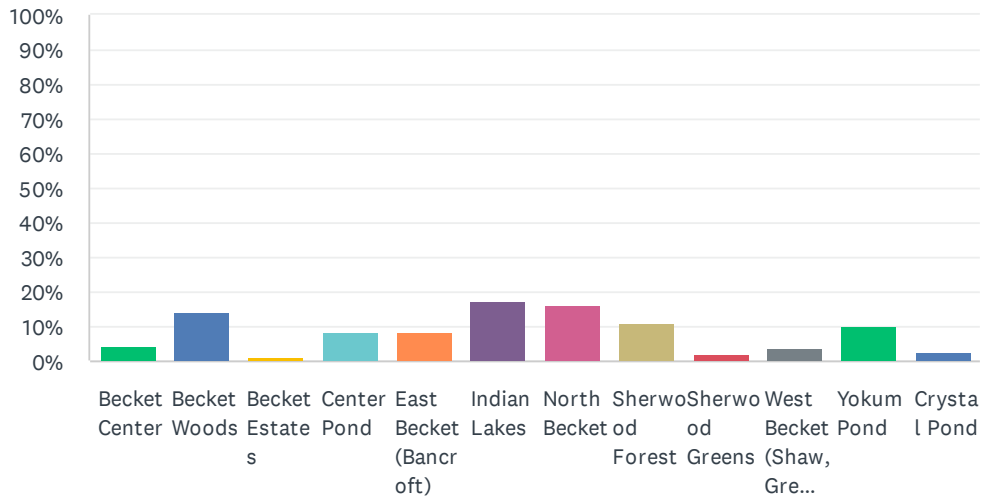 100%
90%
80%
70%
60%
50%
40%
30%
20%
10%
0%
Becket
Center
Becket
Woods
Becket
Estate
s
Center
Pond
East
Becket
(Bancr
oft)
Indian
Lakes
North
Becket
Sherwo
od
Forest
Sherwo
od
Greens
West
Becket
(Shaw,
Gre...
Yokum
Pond
Crysta
l Pond